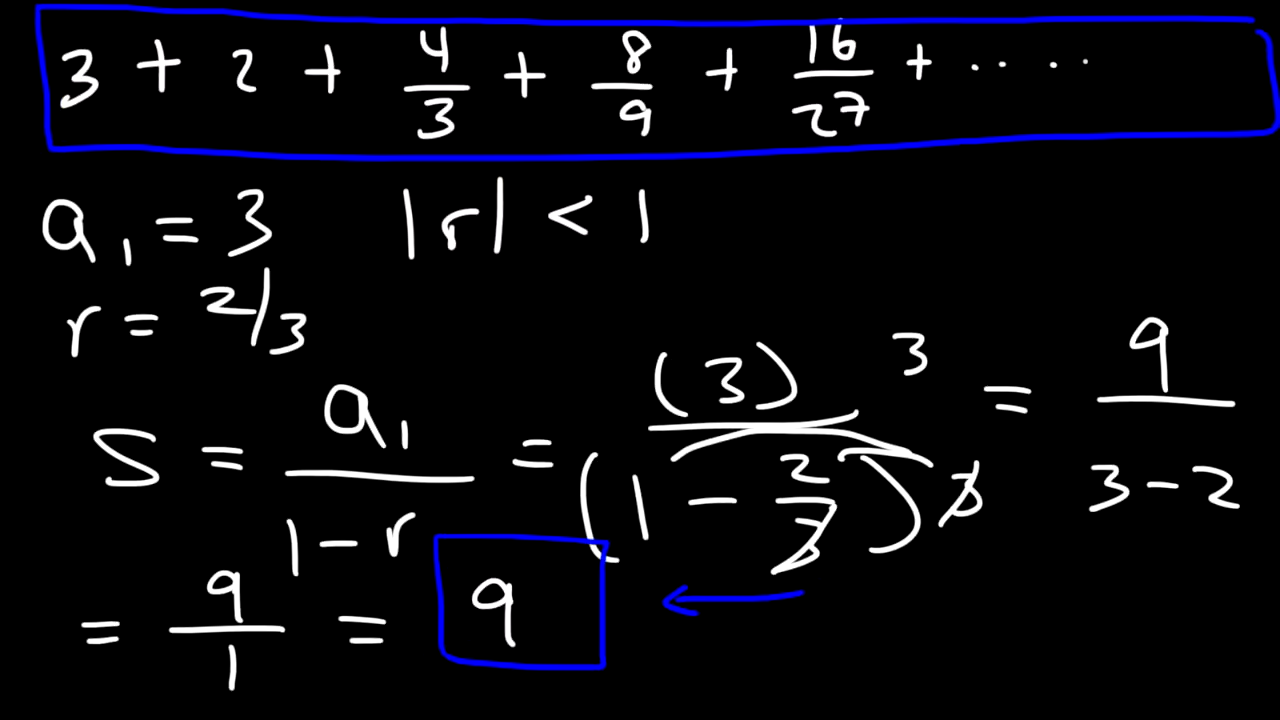 3 + 2 + 4/3 + 8/9 + 16/27 + .....
a₁ = 3 |r| < 1
r = 2/3
S = a₁/(1 - r) = (3) 3/(1 - 2/3) 3 = 9/(3 - 2)
= 9/1 = 9